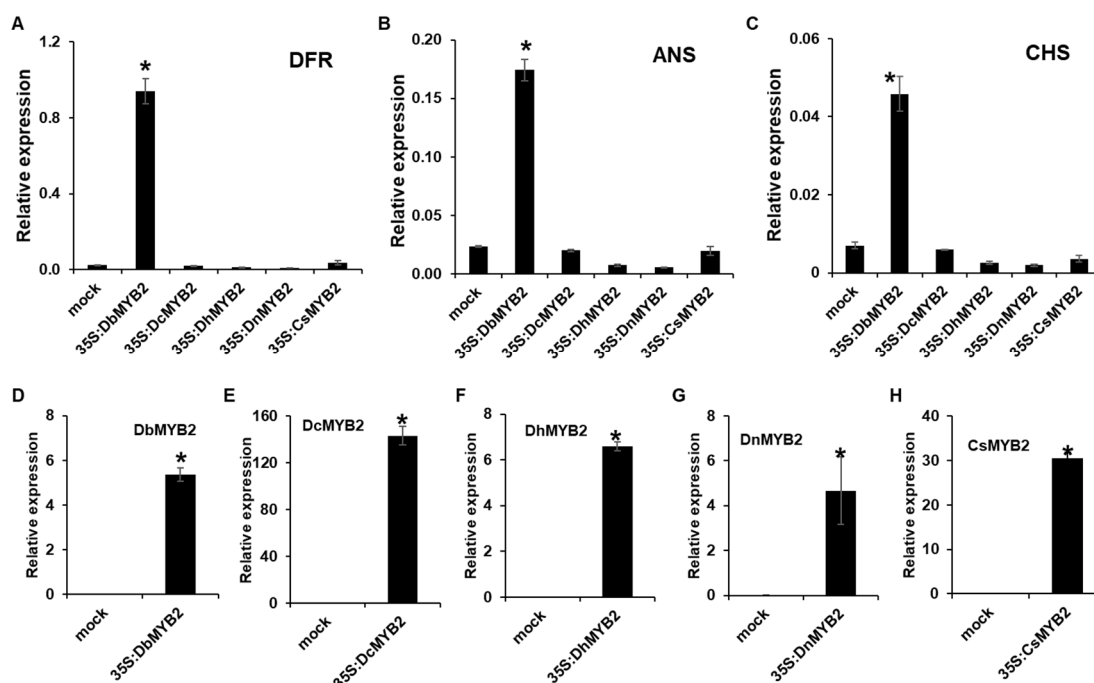 A
DFR
Relative expression
1.2
0.8
0.4
0.0
*
mock
35S:DbMYB2
35S:DcMYB2
35S:DhMYB2
35S:DnMYB2
35S:CsMYB2
B
ANS
Relative expression
0.20
0.15
0.10
0.05
0.00
*
mock
35S:DbMYB2
35S:DcMYB2
35S:DhMYB2
35S:DnMYB2
35S:CsMYB2
C
CHS
Relative expression
0.06
0.04
0.02
0
*
mock
35S:DbMYB2
35S:DcMYB2
35S:DhMYB2
35S:DnMYB2
35S:CsMYB2
D
DbMYB2
Relative expression
8
6
4
2
0
*
mock
35S:DbMYB2
E
DcMYB2
Relative expression
160
120
80
40
0
*
mock
35S:DcMYB2
F
DhMYB2
Relative expression
8
6
4
2
0
*
mock
35S:DhMYB2
G
DnMYB2
Relative expression
8
6
4
2
0
*
mock
35S:DnMYB2
H
CsMYB2
Relative expression
40
30
20
10
0
*
mock
35S:CsMYB2